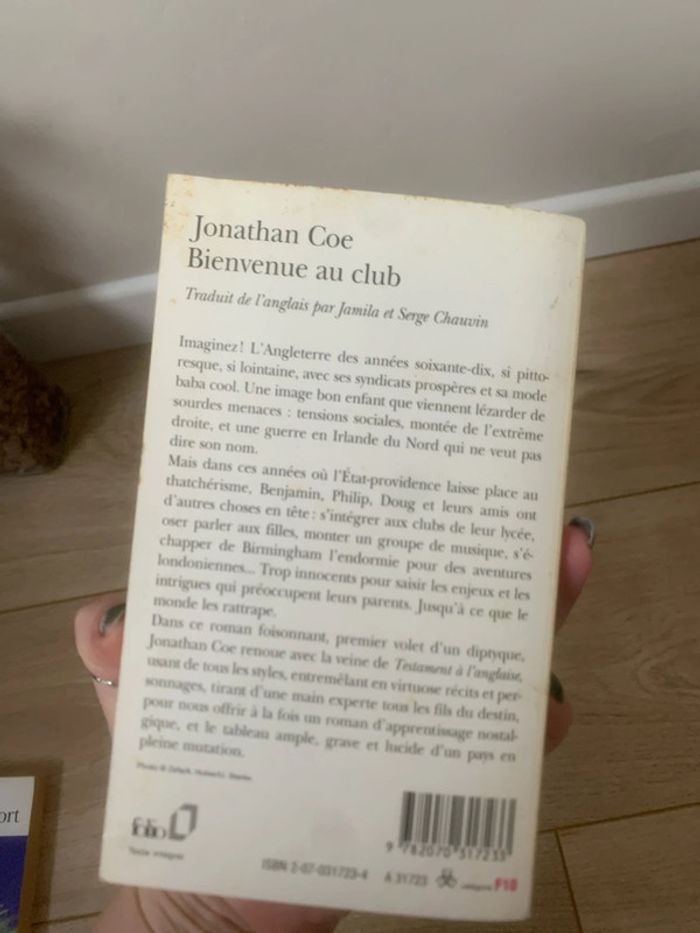 Jonathan Coe
Bienvenue au club
Traduit de l'anglais par Jamila et Serge Chauvin
Imaginez ! L'Angleterre des années soixante-dix, si pitto-
resque, si lointaine, avec ses syndicats prospères et sa mode
baba cool. Une image bon enfant que viennent lézarder de
sourdes menaces : tensions sociales, montée de l'extrême
droite, et une guerre en Irlande du Nord qui ne veut pas
dire son nom.
Mais dans ces années où l'État-providence laisse place au
thatchérisme, Benjamin, Philip, Doug et leurs amis ont
d'autres choses en tête : s'intégrer aux clubs de leur lycée,
oser parler aux filles, monter un groupe de musique, s'é-
chapper de Birmingham l'endormie pour des aventures
londoniennes... Trop innocents pour saisir les enjeux et les
intrigues qui préoccupent leurs parents. Jusqu'à ce que le
monde les rattrape.
Dans ce roman foisonnant, premier volet d'un diptyque,
Jonathan Coe renoue avec la veine de Testament à l'anglaise,
usant de tous les styles, entremêlant en virtuose récits et per-
sonnages, tirant d'une main experte tous les fils du destin,
pour nous offrir à la fois un roman d'apprentissage nostal-
gique, et le tableau ample, grave et lucide d'un pays en
pleine mutation.
Photo ©
folio
Texte intégral
9 782070 317233
ISBN 2-07-031723-4 A 31723 catégorie F10
ort